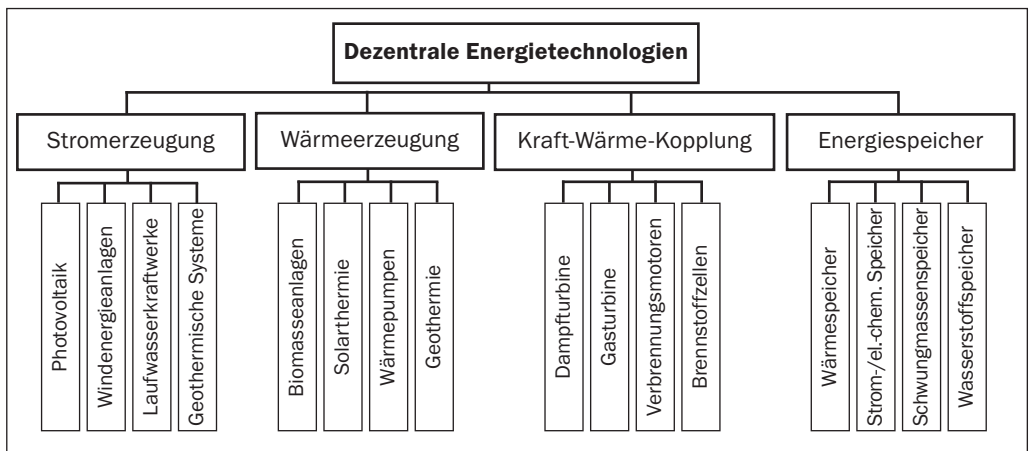 Dezentrale Energietechnologien
Stromerzeugung
Wärmeerzeugung
Kraft-Wärme-Kopplung
Energiespeicher
Photovoltaik
Windenergieanlagen
Laufwasserkraftwerke
Geothermische Systeme
Biomasseanlagen
Solarthermie
Wärmepumpen
Geothermie
Dampfturbine
Gasturbine
Verbrennungsmotoren
Brennstoffzellen
Wärmespeicher
Strom-/el.-chem. Speicher
Schwungmassenspeicher
Wasserstoffspeicher